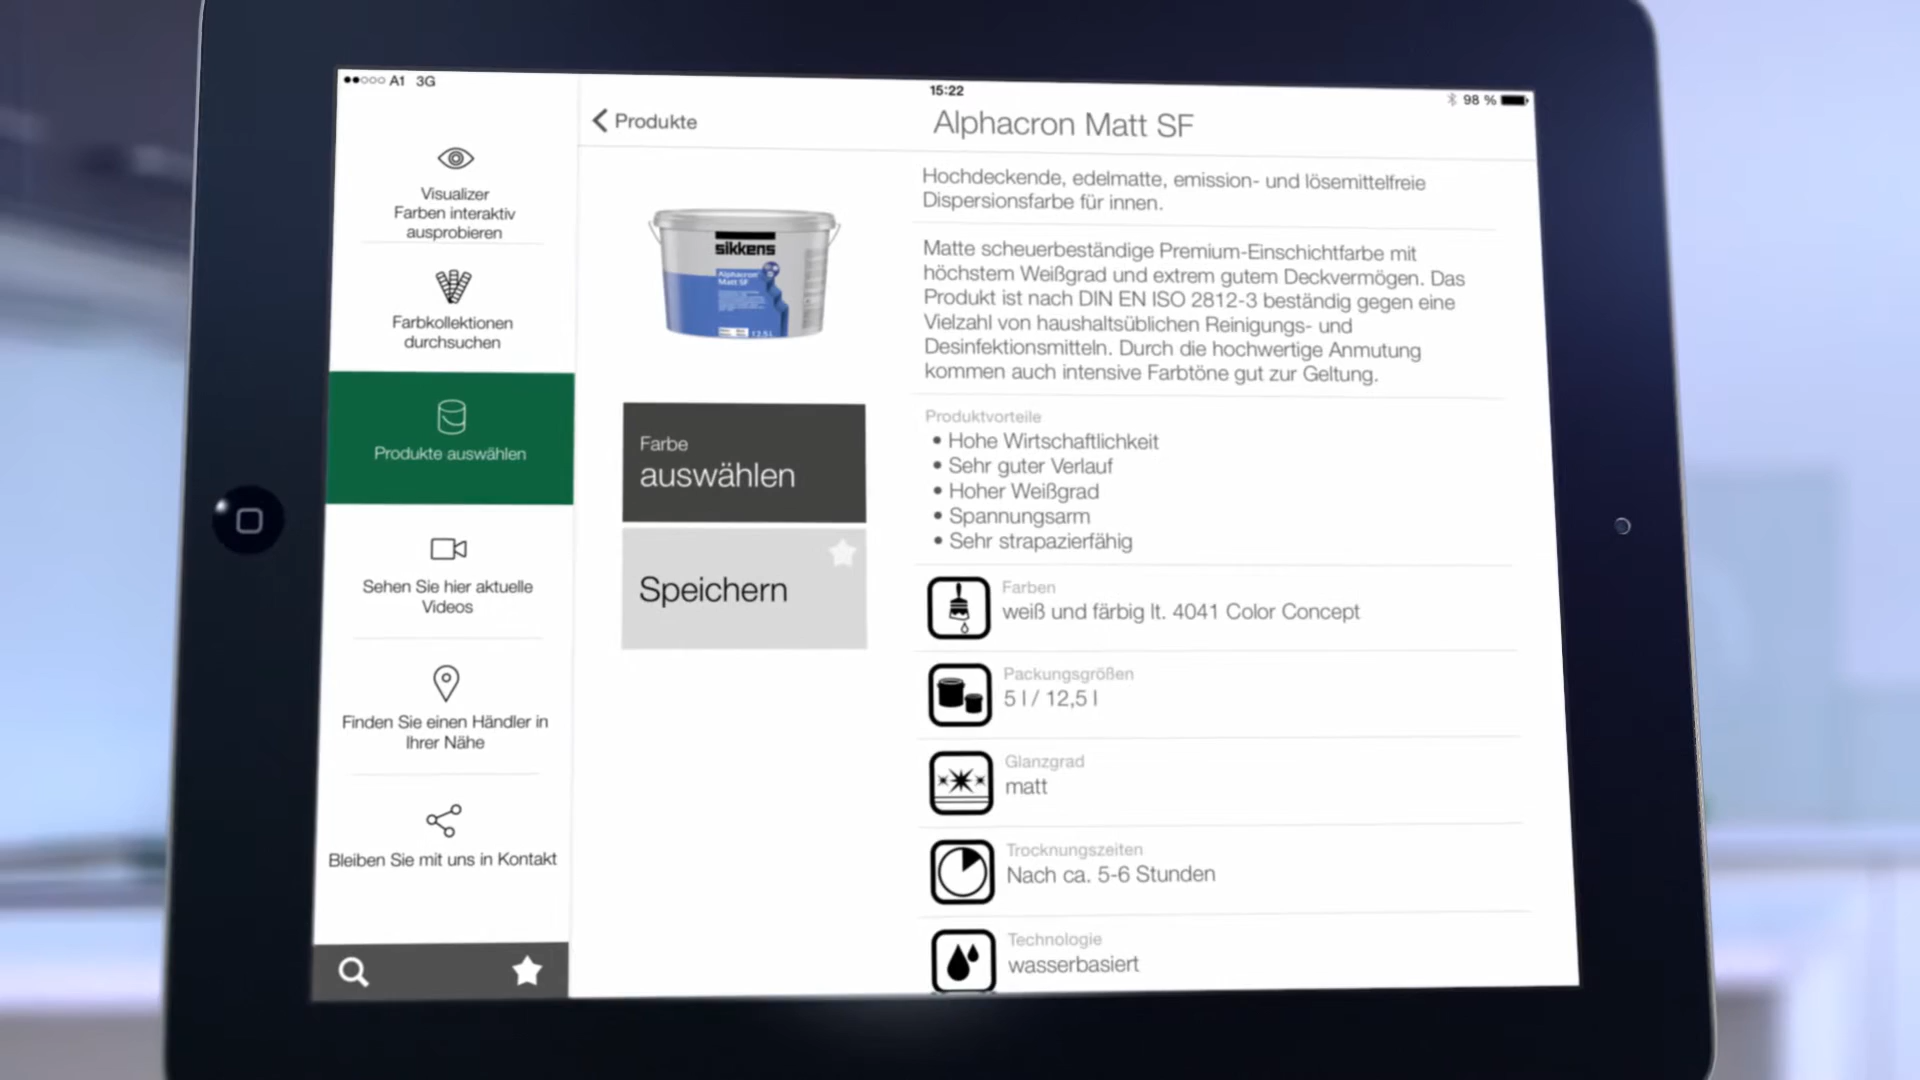 A1 3G
15:22
98 %
Visualizer
Farben interaktiv
ausprobieren
Farbkollektionen
durchsuchen
Produkte auswählen
Sehen Sie hier aktuelle
Videos
Finden Sie einen Händler in
Ihrer Nähe
Bleiben Sie mit uns in Kontakt
Produkte
Alphacron Matt SF
sikkens
Alphacron
Matt SF
12,5 L
Farbe
auswählen
Speichern
Hochdeckende, edelmatte, emission- und lösemittelfreie
Dispersionsfarbe für innen.
Matte scheuerbeständige Premium-Einschichtfarbe mit
höchstem Weißgrad und extrem gutem Deckvermögen. Das
Produkt ist nach DIN EN ISO 2812-3 beständig gegen eine
Vielzahl von haushaltsüblichen Reinigungs- und
Desinfektionsmitteln. Durch die hochwertige Anmutung
kommen auch intensive Farbtöne gut zur Geltung.
Produktvorteile
• Hohe Wirtschaftlichkeit
• Sehr guter Verlauf
• Hoher Weißgrad
• Spannungsarm
• Sehr strapazierfähig
Farben
weiß und färbig lt. 4041 Color Concept
Packungsgrößen
5 l / 12,5 l
Glanzgrad
matt
Trocknungszeiten
Nach ca. 5-6 Stunden
Technologie
wasserbasiert